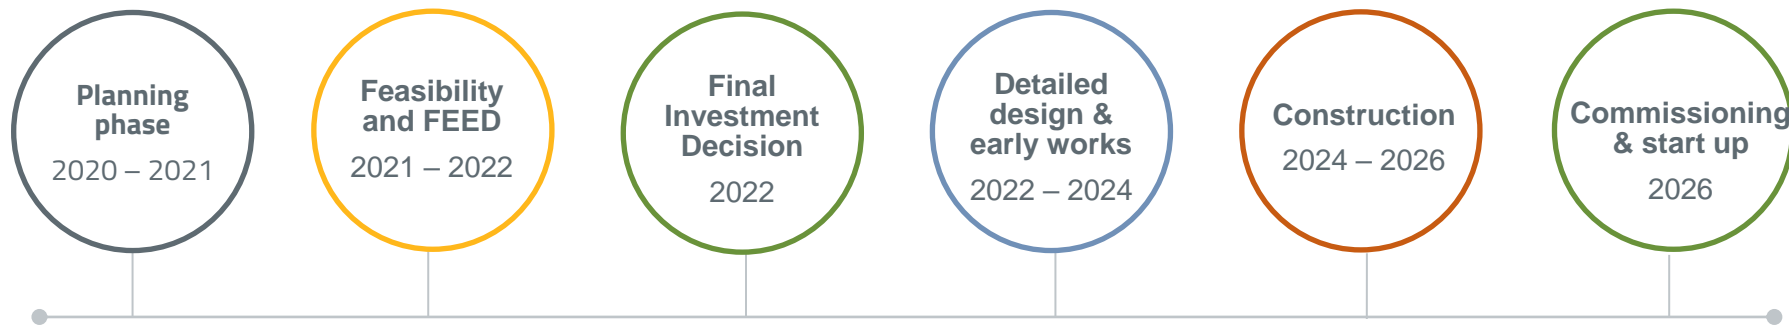 Planning
phase
2020 – 2021
Feasibility
and FEED
2021 – 2022
Final
Investment
Decision
2022
Detailed
design &
early works
2022 – 2024
Construction
2024 – 2026
Commissioning
& start up
2026